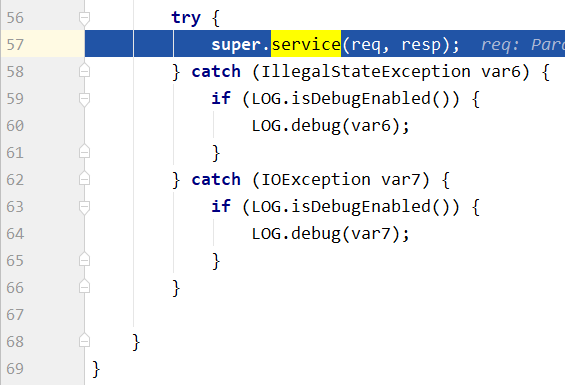 56 try {
57 super.service(req, resp); req: Para
58 } catch (IllegalStateException var6) {
59 if (LOG.isDebugEnabled()) {
60 LOG.debug(var6);
61 }
62 } catch (IOException var7) {
63 if (LOG.isDebugEnabled()) {
64 LOG.debug(var7);
65 }
66 }
67
68 }
69 }